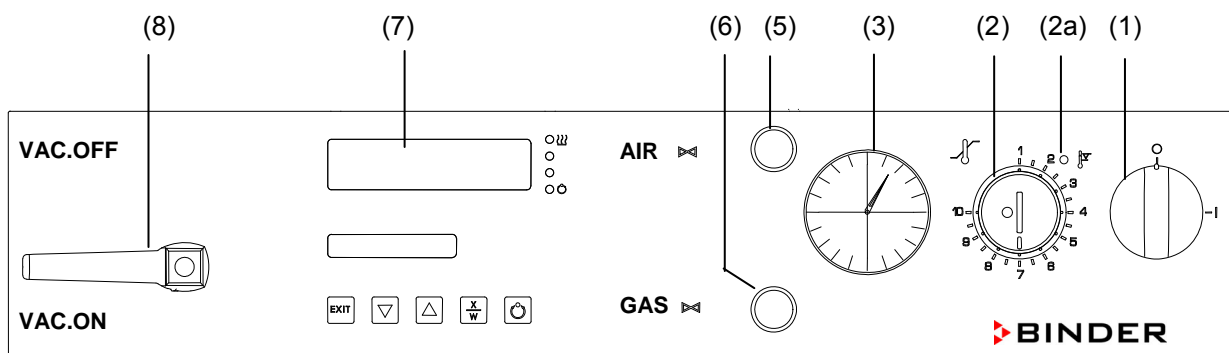 (8) (7) (6) (5) (3) (2) (2a) (1)
VAC.OFF
AIR
1 2 3 4 5 6 7 8 9 10
EXIT X/W
VAC.ON
GAS
BINDER